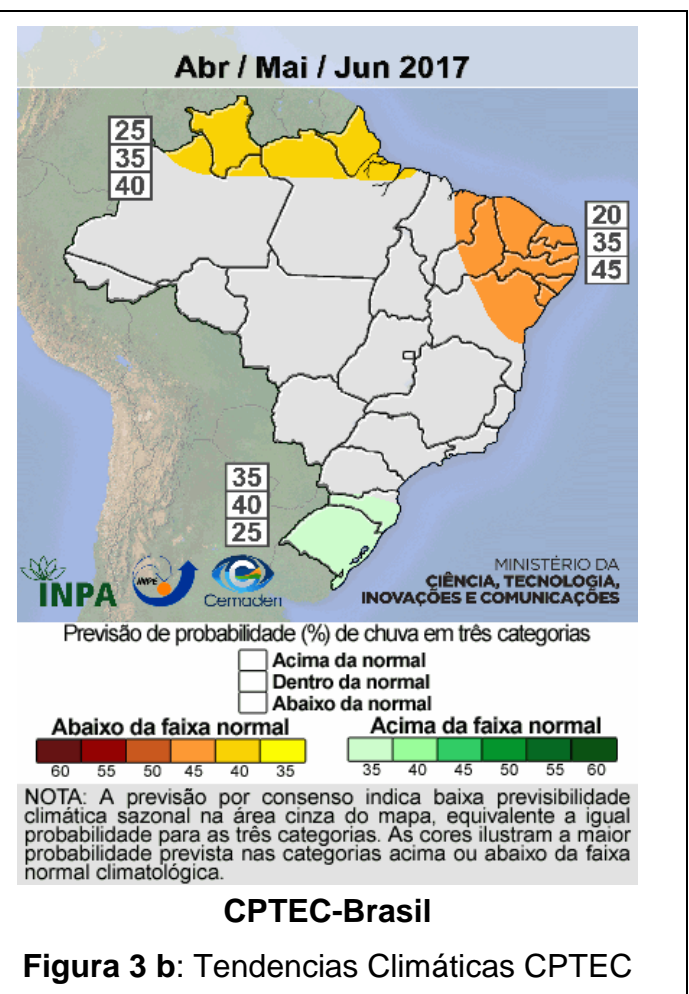 Abr / Mai / Jun 2017
25
35
40
20
35
45
35
40
25
INPA
INPE
Cemaden
MINISTÉRIO DA
CIÊNCIA, TECNOLOGIA,
INOVAÇÕES E COMUNICAÇÕES
Previsão de probabilidade (%) de chuva em três categorias
Acima da normal
Dentro da normal
Abaixo da normal
Abaixo da faixa normal
60 55 50 45 40 35
Acima da faixa normal
35 40 45 50 55 60
NOTA: A previsão por consenso indica baixa previsibilidade
climática sazonal na área cinza do mapa, equivalente a igual
probabilidade para as três categorias. As cores ilustram a maior
probabilidade prevista nas categorias acima ou abaixo da faixa
normal climatológica.
CPTEC-Brasil
Figura 3 b: Tendencias Climáticas CPTEC